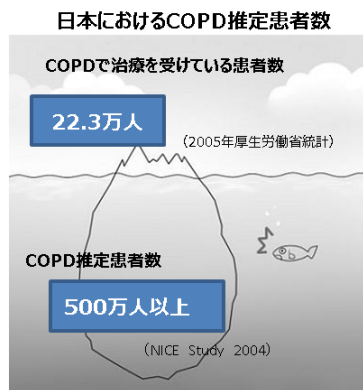 日本におけるCOPD推定患者数
COPDで治療を受けている患者数
22.3万人
（2005年厚生労働省統計）
COPD推定患者数
500万人以上
（NICE Study 2004）